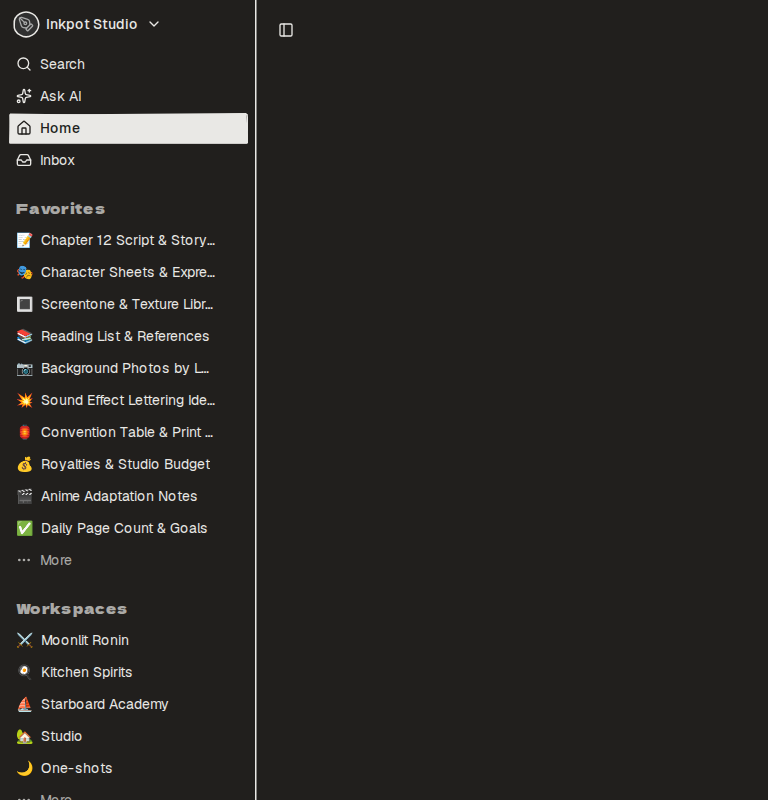 Inkpot Studio
Search
Ask AI
Home
Inbox
Favorites
Chapter 12 Script & Story…
Character Sheets & Expre…
Screentone & Texture Libr…
Reading List & References
Background Photos by L…
Sound Effect Lettering Ide…
Convention Table & Print …
Royalties & Studio Budget
Anime Adaptation Notes
Daily Page Count & Goals
More
Workspaces
Moonlit Ronin
Kitchen Spirits
Starboard Academy
Studio
One-shots
More